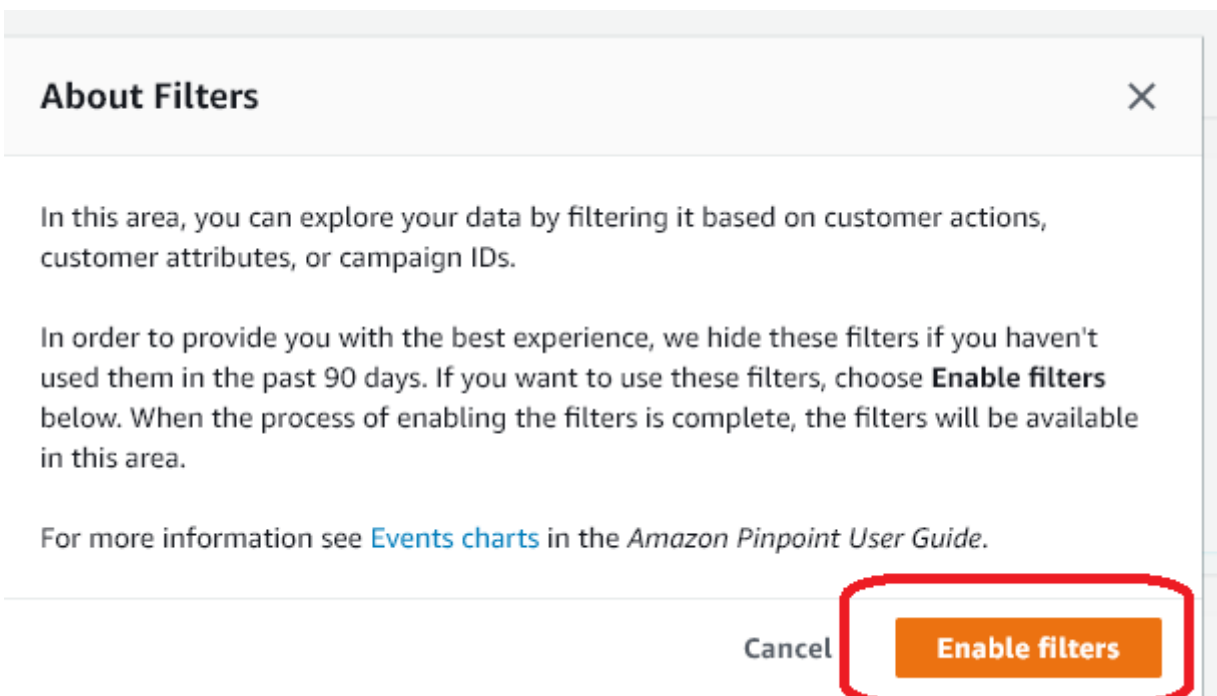 About Filters
In this area, you can explore your data by filtering it based on customer actions,
customer attributes, or campaign IDs.
In order to provide you with the best experience, we hide these filters if you haven't
used them in the past 90 days. If you want to use these filters, choose Enable filters
below. When the process of enabling the filters is complete, the filters will be available
in this area.
For more information see Events charts in the Amazon Pinpoint User Guide.
Cancel
Enable filters